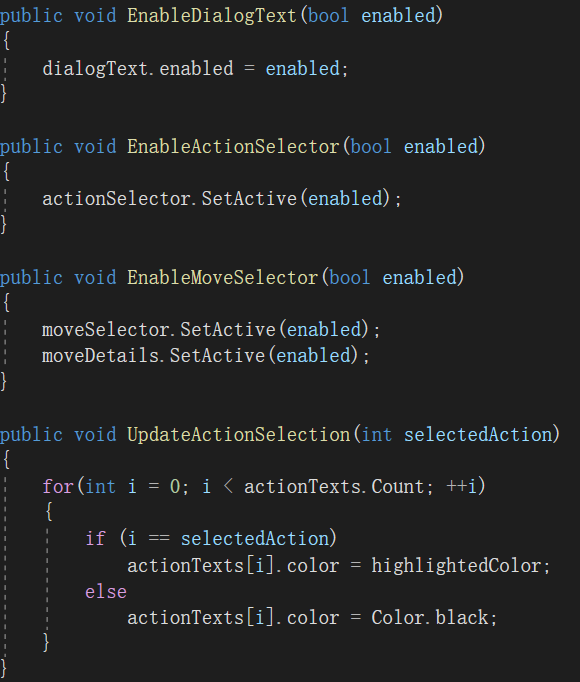 public void EnableDialogText(bool enabled)
{
dialogText.enabled = enabled;
}
public void EnableActionSelector(bool enabled)
{
actionSelector.SetActive(enabled);
}
public void EnableMoveSelector(bool enabled)
{
moveSelector.SetActive(enabled);
moveDetails.SetActive(enabled);
}
public void UpdateActionSelection(int selectedAction)
{
for(int i = 0; i < actionTexts.Count; ++i)
{
if (i == selectedAction)
actionTexts[i].color = highlightedColor;
else
actionTexts[i].color = Color.black;
}
}